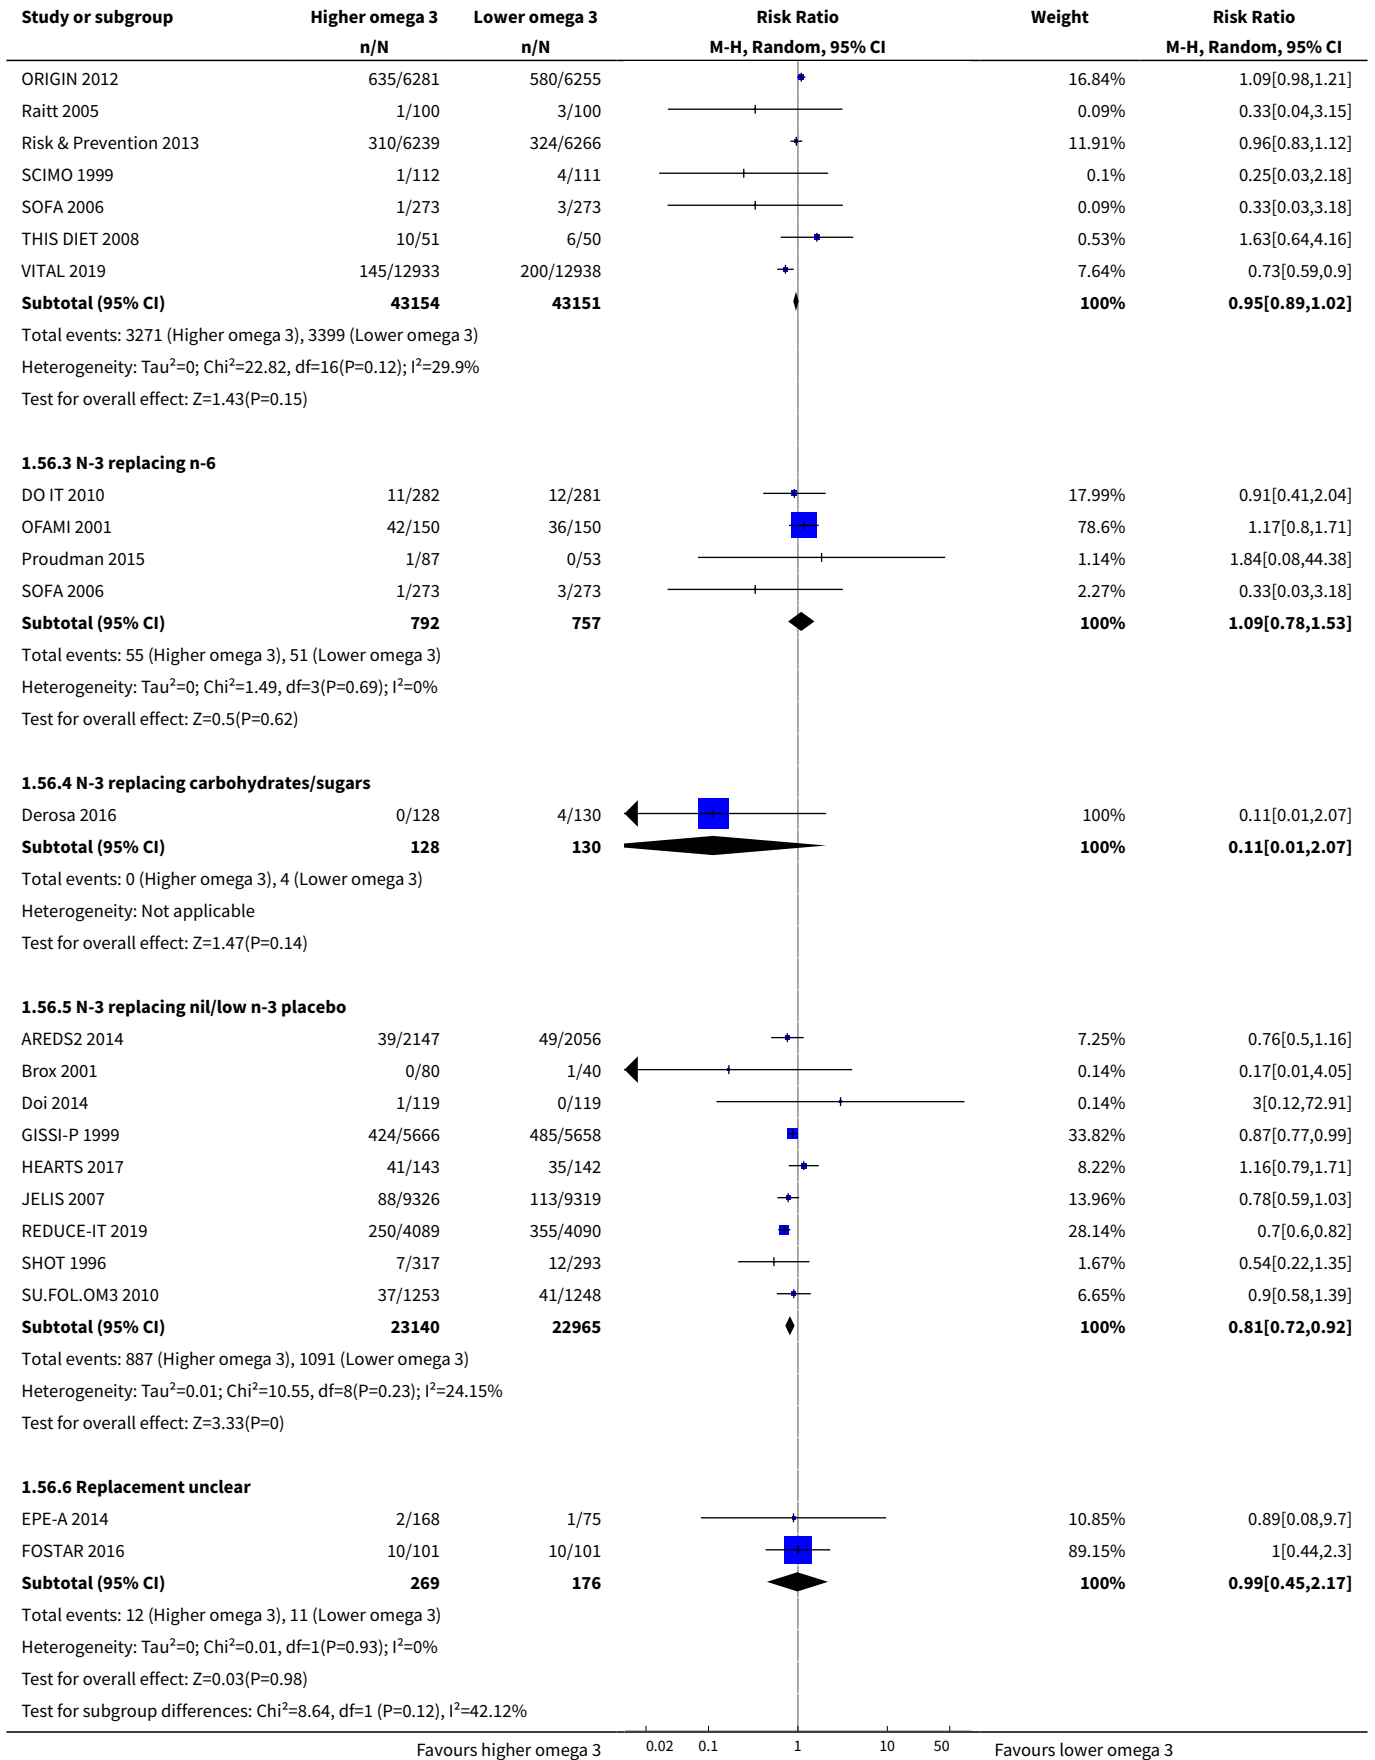 Study or subgroup Higher omega 3 Lower omega 3 Risk Ratio Weight Risk Ratio
n/N n/N M-H, Random, 95% CI M-H, Random, 95% CI
ORIGIN 2012 635/6281 580/6255 16.84% 1.09[0.98,1.21]
Raitt 2005 1/100 3/100 0.09% 0.33[0.04,3.15]
Risk & Prevention 2013 310/6239 324/6266 11.91% 0.96[0.83,1.12]
SCIMO 1999 1/112 4/111 0.1% 0.25[0.03,2.18]
SOFA 2006 1/273 3/273 0.09% 0.33[0.03,3.18]
THIS DIET 2008 10/51 6/50 0.53% 1.63[0.64,4.16]
VITAL 2019 145/12933 200/12938 7.64% 0.73[0.59,0.9]
Subtotal (95% CI) 43154 43151 100% 0.95[0.89,1.02]
Total events: 3271 (Higher omega 3), 3399 (Lower omega 3)
Heterogeneity: Tau²=0; Chi²=22.82, df=16(P=0.12); I²=29.9%
Test for overall effect: Z=1.43(P=0.15)
1.56.3 N-3 replacing n-6
DO IT 2010 11/282 12/281 17.99% 0.91[0.41,2.04]
OFAMI 2001 42/150 36/150 78.6% 1.17[0.8,1.71]
Proudman 2015 1/87 0/53 1.14% 1.84[0.08,44.38]
SOFA 2006 1/273 3/273 2.27% 0.33[0.03,3.18]
Subtotal (95% CI) 792 757 100% 1.09[0.78,1.53]
Total events: 55 (Higher omega 3), 51 (Lower omega 3)
Heterogeneity: Tau²=0; Chi²=1.49, df=3(P=0.69); I²=0%
Test for overall effect: Z=0.5(P=0.62)
1.56.4 N-3 replacing carbohydrates/sugars
Derosa 2016 0/128 4/130 100% 0.11[0.01,2.07]
Subtotal (95% CI) 128 130 100% 0.11[0.01,2.07]
Total events: 0 (Higher omega 3), 4 (Lower omega 3)
Heterogeneity: Not applicable
Test for overall effect: Z=1.47(P=0.14)
1.56.5 N-3 replacing nil/low n-3 placebo
AREDS2 2014 39/2147 49/2056 7.25% 0.76[0.5,1.16]
Brox 2001 0/80 1/40 0.14% 0.17[0.01,4.05]
Doi 2014 1/119 0/119 0.14% 3[0.12,72.91]
GISSI-P 1999 424/5666 485/5658 33.82% 0.87[0.77,0.99]
HEARTS 2017 41/143 35/142 8.22% 1.16[0.79,1.71]
JELIS 2007 88/9326 113/9319 13.96% 0.78[0.59,1.03]
REDUCE-IT 2019 250/4089 355/4090 28.14% 0.7[0.6,0.82]
SHOT 1996 7/317 12/293 1.67% 0.54[0.22,1.35]
SU.FOL.OM3 2010 37/1253 41/1248 6.65% 0.9[0.58,1.39]
Subtotal (95% CI) 23140 22965 100% 0.81[0.72,0.92]
Total events: 887 (Higher omega 3), 1091 (Lower omega 3)
Heterogeneity: Tau²=0.01; Chi²=10.55, df=8(P=0.23); I²=24.15%
Test for overall effect: Z=3.33(P=0)
1.56.6 Replacement unclear
EPE-A 2014 2/168 1/75 10.85% 0.89[0.08,9.7]
FOSTAR 2016 10/101 10/101 89.15% 1[0.44,2.3]
Subtotal (95% CI) 269 176 100% 0.99[0.45,2.17]
Total events: 12 (Higher omega 3), 11 (Lower omega 3)
Heterogeneity: Tau²=0; Chi²=0.01, df=1(P=0.93); I²=0%
Test for overall effect: Z=0.03(P=0.98)
Test for subgroup differences: Chi²=8.64, df=1 (P=0.12), I²=42.12%
Favours higher omega 3 0.02 0.1 1 10 50 Favours lower omega 3